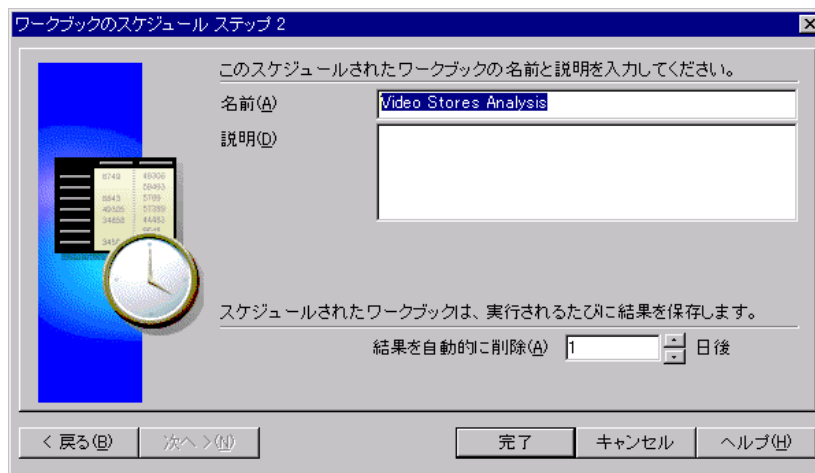 ワークブックのスケジュール ステップ 2
このスケジュールされたワークブックの名前と説明を入力してください。
名前(A)
Video Stores Analysis
説明(D)
6748 49306
スケジュールされたワークブックは、実行されるたびに結果を保存します。
結果を自動的に削除(A) 1 日後
< 戻る(B) 次へ >(N) 完了 キャンセル ヘルプ(H)